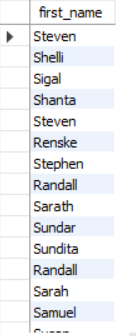 first_name
Steven
Shelli
Sigal
Shanta
Steven
Renske
Stephen
Randall
Sarath
Sundar
Sundita
Randall
Sarah
Samuel